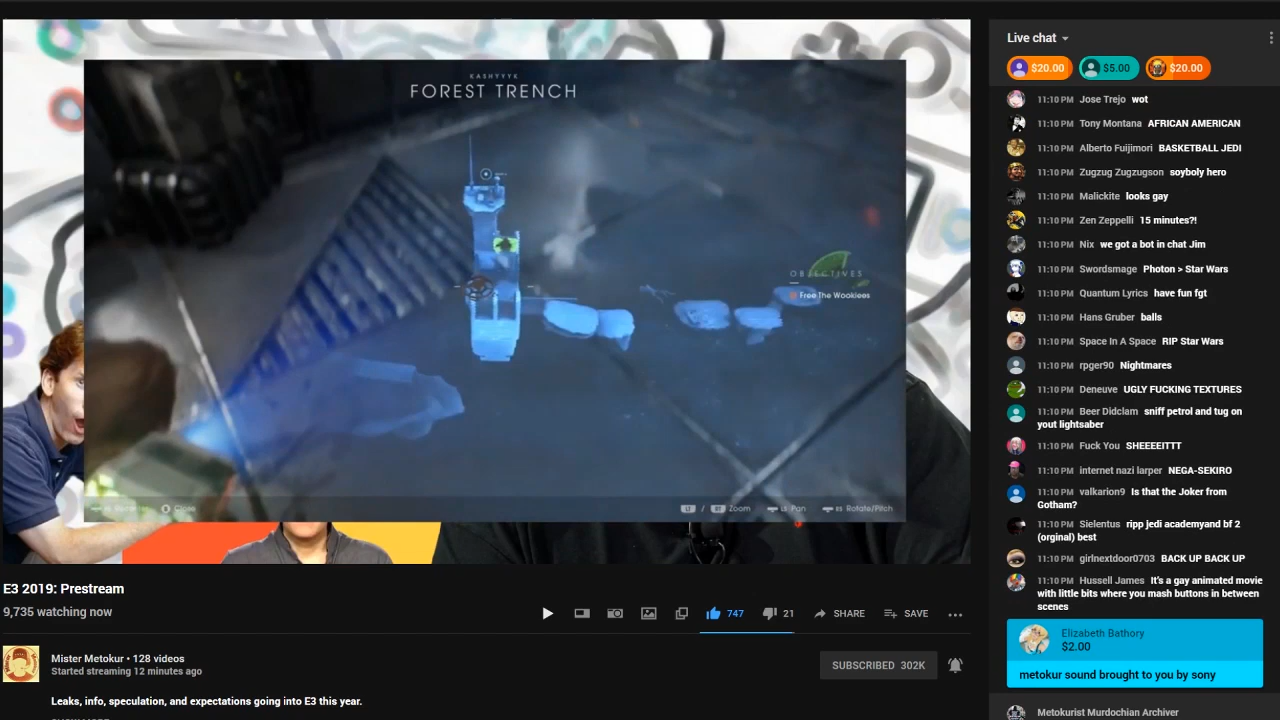 KASHYYYK
FOREST TRENCH
OBJECTIVES
Free The Wookiees
Close
Zoom
Pan
Rotate/Pitch
E3 2019: Prestream
9,735 watching now
747
21
SHARE
SAVE
Mister Metokur • 128 videos
Started streaming 12 minutes ago
SUBSCRIBED 302K
Leaks, info, speculation, and expectations going into E3 this year.
Live chat
$20.00
$5.00
$20.00
11:10 PM Jose Trejo wot
11:10 PM Tony Montana AFRICAN AMERICAN
11:10 PM Alberto Fuijimori BASKETBALL JEDI
11:10 PM Zugzug Zugzugson soyboly hero
11:10 PM Malickite looks gay
11:10 PM Zen Zeppelli 15 minutes?!
11:10 PM Nix we got a bot in chat Jim
11:10 PM Swordsmage Photon > Star Wars
11:10 PM Quantum Lyrics have fun fgt
11:10 PM Hans Gruber balls
11:10 PM Space In A Space RIP Star Wars
11:10 PM rpger90 Nightmares
11:10 PM Deneuve UGLY FUCKING TEXTURES
11:10 PM Beer Didclam sniff petrol and tug on
yout lightsaber
11:10 PM Fuck You SHEEEEITTT
11:10 PM internet nazi larper NEGA-SEKIRO
11:10 PM valkarion9 Is that the Joker from
Gotham?
11:10 PM Sielentus ripp jedi academyand bf 2
(orginal) best
11:10 PM girlnextdoor0703 BACK UP BACK UP
11:10 PM Hussell James It's a gay animated movie
with little bits where you mash buttons in between
scenes
Elizabeth Bathory
$2.00
metokur sound brought to you by sony
Metokurist Murdochian Archiver